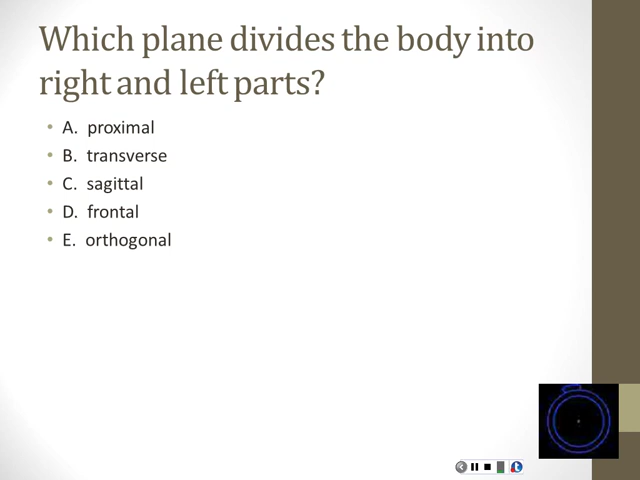 Which plane divides the body into
right and left parts?
• A. proximal
• B. transverse
• C. sagittal
• D. frontal
• E. orthogonal